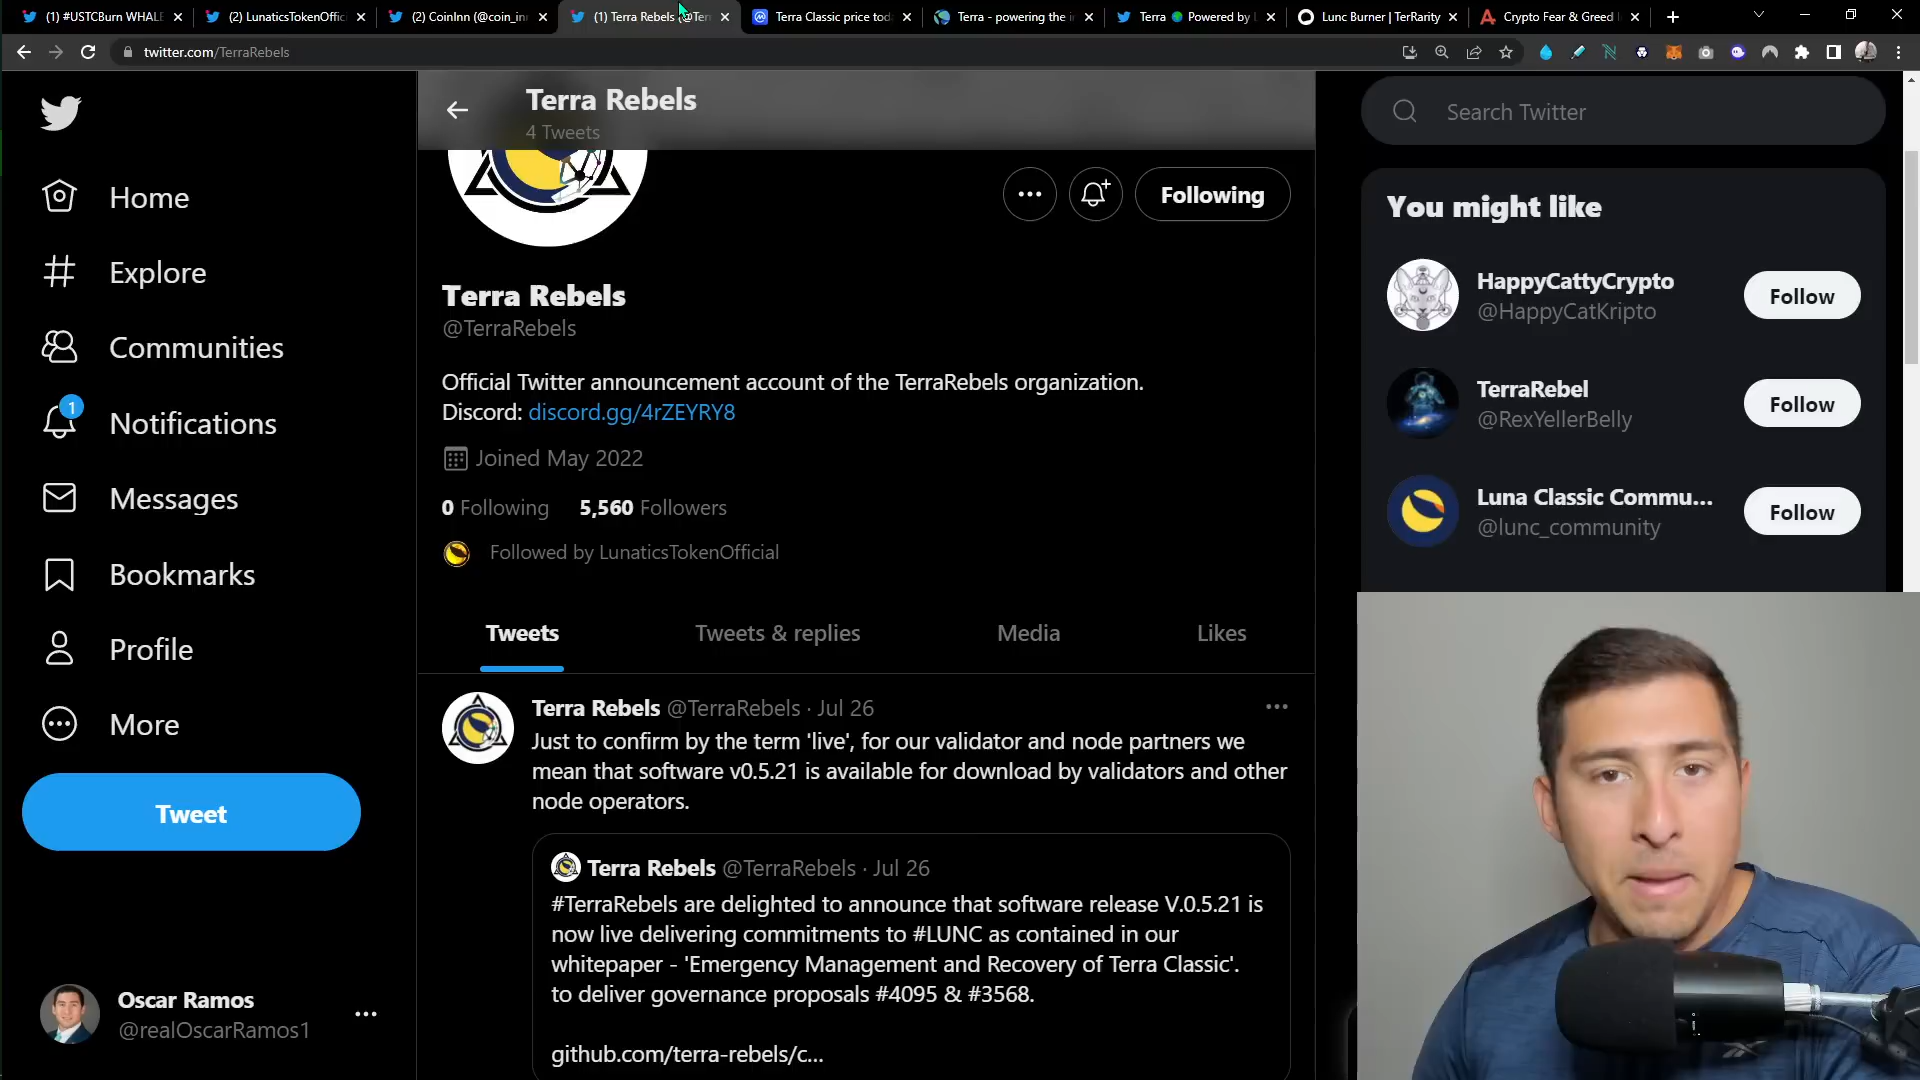 (1) #USTCBurn WHALE
(2) LunaticsTokenOffici
(2) CoinInn (@coin_inn
(1) Terra Rebels (@Terr
Terra Classic price toda
Terra - powering the i
Terra Powered by L
Lunc Burner | TerRarity
Crypto Fear & Greed I
twitter.com/TerraRebels
Terra Rebels
4 Tweets
Search Twitter
Home
Explore
Communities
Notifications
1
Messages
Bookmarks
Profile
More
Tweet
Oscar Ramos
@realOscarRamos1
Following
Terra Rebels
@TerraRebels
Official Twitter announcement account of the TerraRebels organization.
Discord: discord.gg/4rZEYRY8
Joined May 2022
0 Following 5,560 Followers
Followed by LunaticsTokenOfficial
Tweets
Tweets & replies
Media
Likes
Terra Rebels @TerraRebels · Jul 26
Just to confirm by the term 'live', for our validator and node partners we
mean that software v0.5.21 is available for download by validators and other
node operators.
Terra Rebels @TerraRebels · Jul 26
#TerraRebels are delighted to announce that software release V.0.5.21 is
now live delivering commitments to #LUNC as contained in our
whitepaper - 'Emergency Management and Recovery of Terra Classic'.
to deliver governance proposals #4095 & #3568.
github.com/terra-rebels/c...
You might like
HappyCattyCrypto
@HappyCatKripto
Follow
TerraRebel
@RexYellerBelly
Follow
Luna Classic Commu...
@lunc_community
Follow